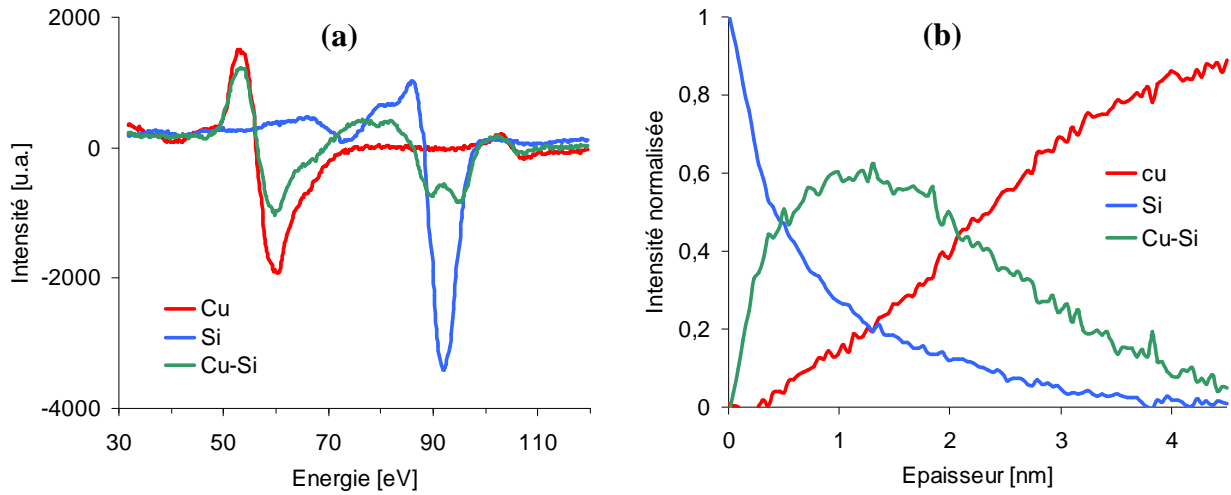 (a)
2000
0
-2000
-4000
Intensité [u.a.]
Cu
Si
Cu-Si
30
50
70
90
110
Energie [eV]
(b)
1
0,8
0,6
0,4
0,2
0
Intensité normalisée
cu
Si
Cu-Si
0
1
2
3
4
Epaisseur [nm]